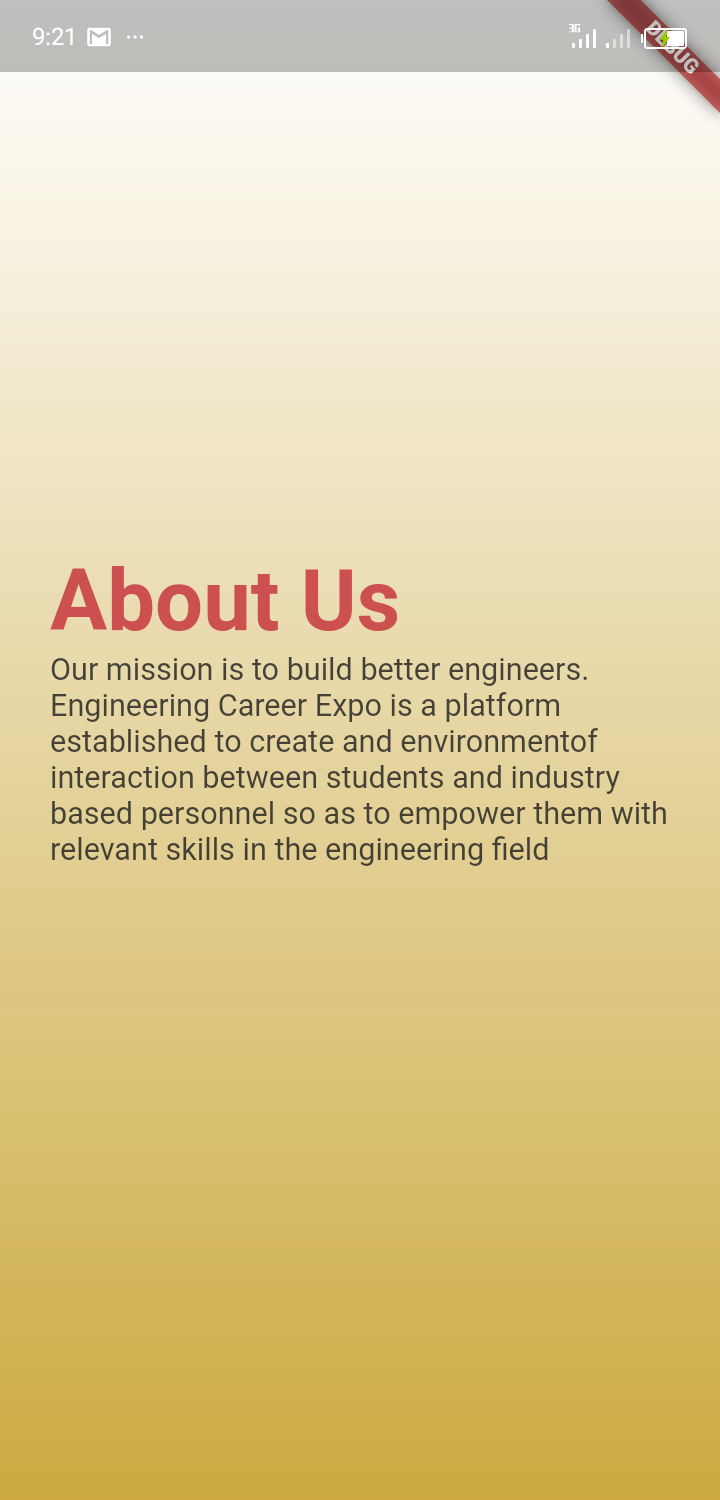 9:21
3G
DEBUG
About Us
Our mission is to build better engineers.
Engineering Career Expo is a platform
established to create and environmentof
interaction between students and industry
based personnel so as to empower them with
relevant skills in the engineering field